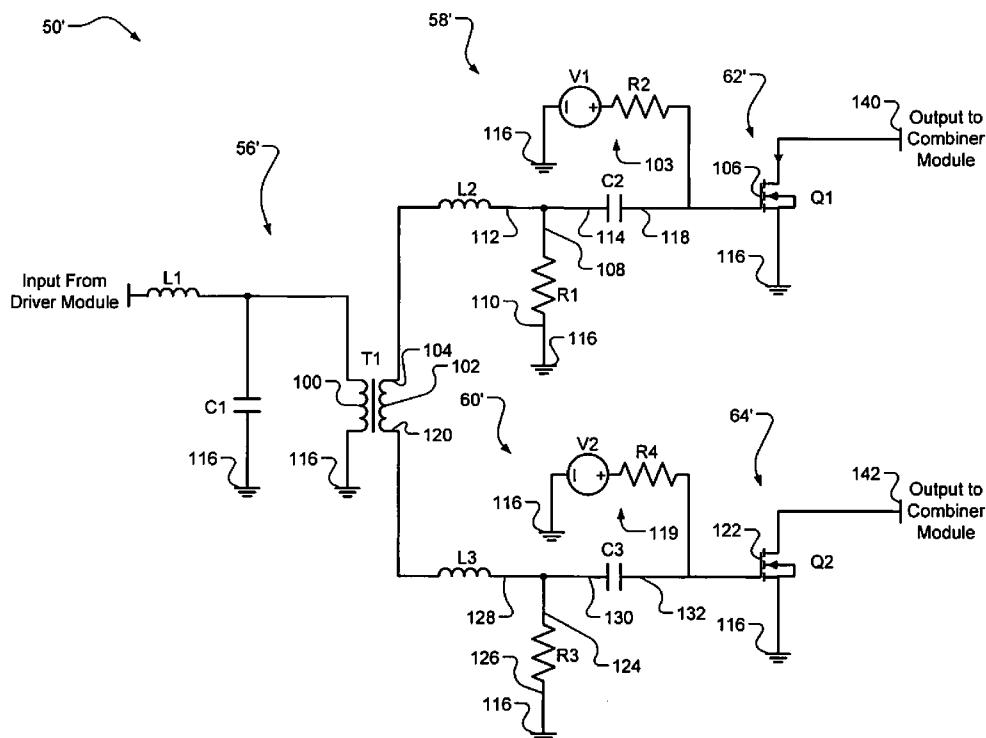 50'
58'
V1
R2
62'
140
Output to
Combiner
Module
116
103
106
Q1
56'
L2
C2
112
114
118
108
116
Input From
Driver Module
L1
R1
110
116
T1
104
102
100
C1
120
60'
V2
R4
64'
142
Output to
Combiner
Module
116
116
116
119
122
Q2
L3
C3
128
130
132
124
116
R3
126
116